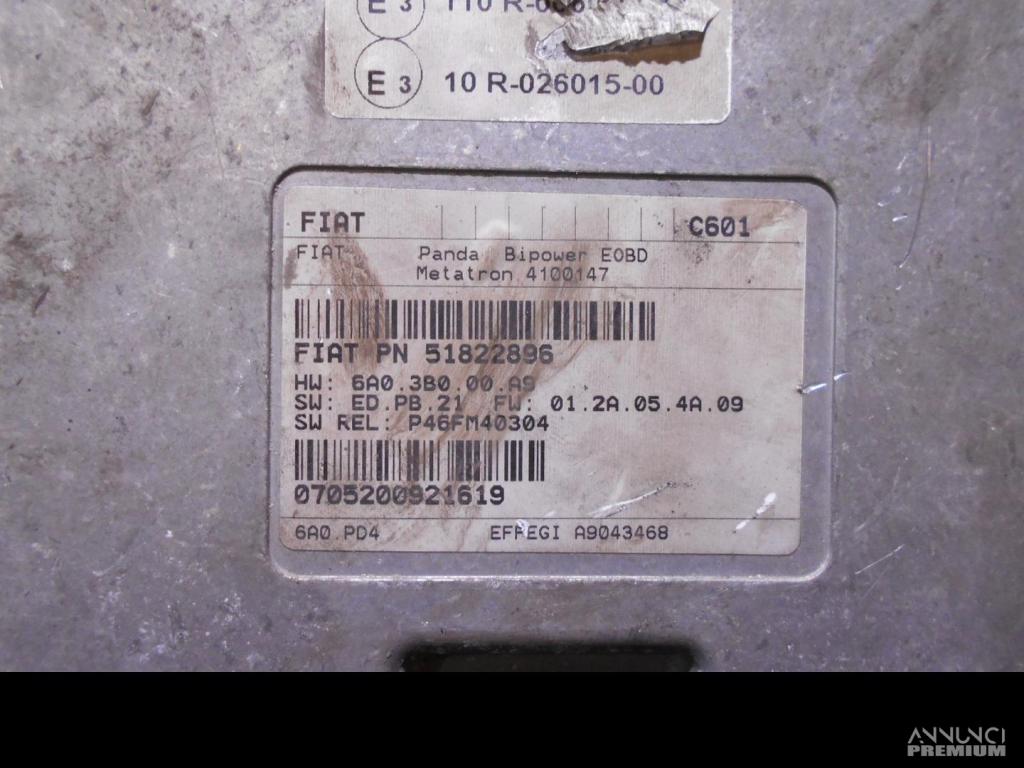 E 3 110 R-
E 3 10 R-026015-00
FIAT C601
FIAT Panda Bipower EOBD
Metatron 4100147
FIAT PN 51822896
HW: 6A0.3B0.00.A9
SW: ED.PB.21 FW: 01.2A.05.4A.09
SW REL: P46FM40304
0705200921619
6A0.PD4 EFREGI A9043468
ANNUNCI
PREMIUM